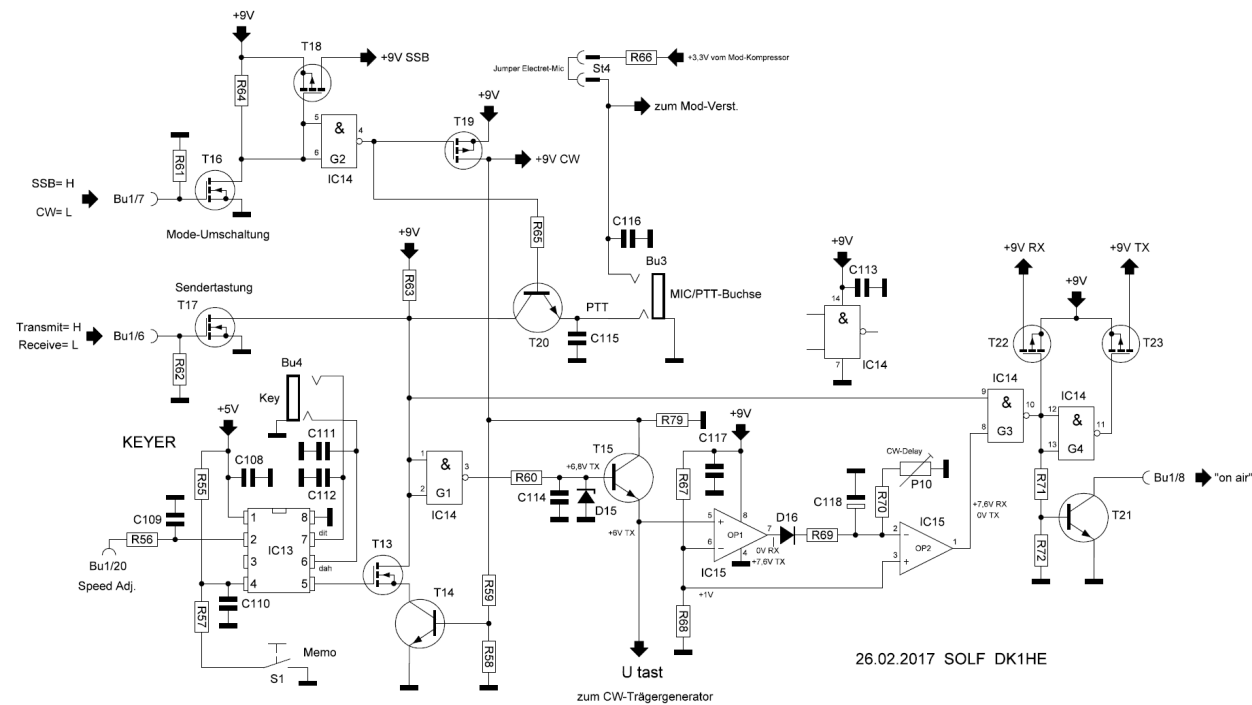 +9V
T18
+9V SSB
R64
5
&
4
6
G2
IC14
R61
T16
SSB= H
CW= L
Bu1/7
Mode-Umschaltung
Jumper Electret-Mic
St4
R66
+3,3V vom Mod-Kompressor
zum Mod-Verst.
+9V
T19
+9V CW
R65
C116
Bu3
MIC/PTT-Buchse
+9V
R63
Sendertastung
T17
Transmit= H
Receive= L
Bu1/6
R62
PTT
T20
C115
+9V
C113
14
&
7
IC14
+9V RX
+9V TX
+9V
T22
T23
IC14
9
&
10
8
G3
IC14
12
&
11
13
G4
R71
R72
T21
Bu1/8
"on air"
KEYER
+5V
Bu4
Key
C111
C112
C108
R55
C109
R56
Bu1/20
Speed Adj.
1
2
3
4
8
7
6
5
IC13
dit
dah
C110
R57
Memo
S1
T13
T14
R59
R58
1
&
3
2
G1
IC14
R60
+6,8V TX
C114
D15
T15
R79
+6V TX
U tast
zum CW-Trägergenerator
+9V
C117
R67
R68
+1V
5
+
6
−
8
7
4
OP1
IC15
D16
0V RX
+7,6V TX
R69
C118
R70
CW-Delay
P10
IC15
2
−
3
+
OP2
1
+7,6V RX
0V TX
26.02.2017 SOLF DK1HE